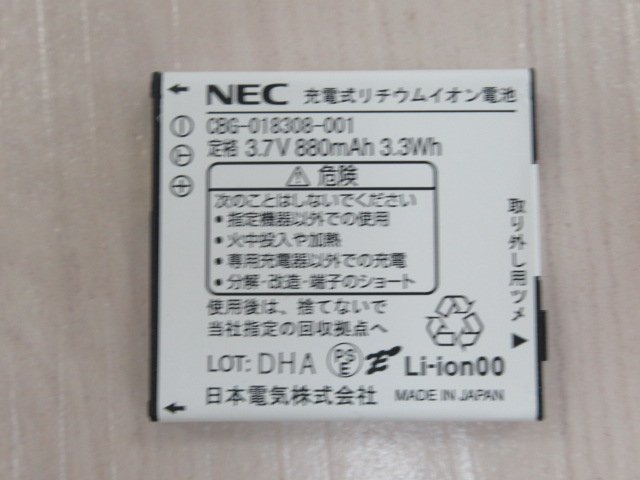 NEC 充電式リチウムイオン電池
CBG-018308-001
定格 3.7V 880mAh 3.3Wh
危険
次のことはしないでください
・指定機器以外での使用
・火中投入や加熱
・専用充電器以外での充電
・分解・改造・端子のショート
使用後は、捨てないで
当社指定の回収拠点へ
取り外し用ツメ
LOT: DHA PSE Li-ion00
日本電気株式会社 MADE IN JAPAN